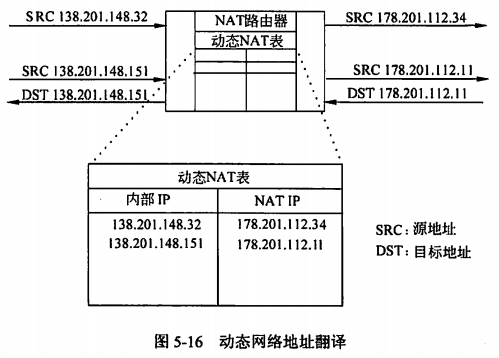 SRC 138.201.148.32
NAT路由器
SRC 178.201.112.34
动态NAT表
SRC 138.201.148.151
SRC 178.201.112.11
DST 138.201.148.151
DST 178.201.112.11
动态NAT表
内部 IP
NAT IP
138.201.148.32
178.201.112.34
138.201.148.151
178.201.112.11
SRC: 源地址
DST: 目标地址
图 5-16 动态网络地址翻译